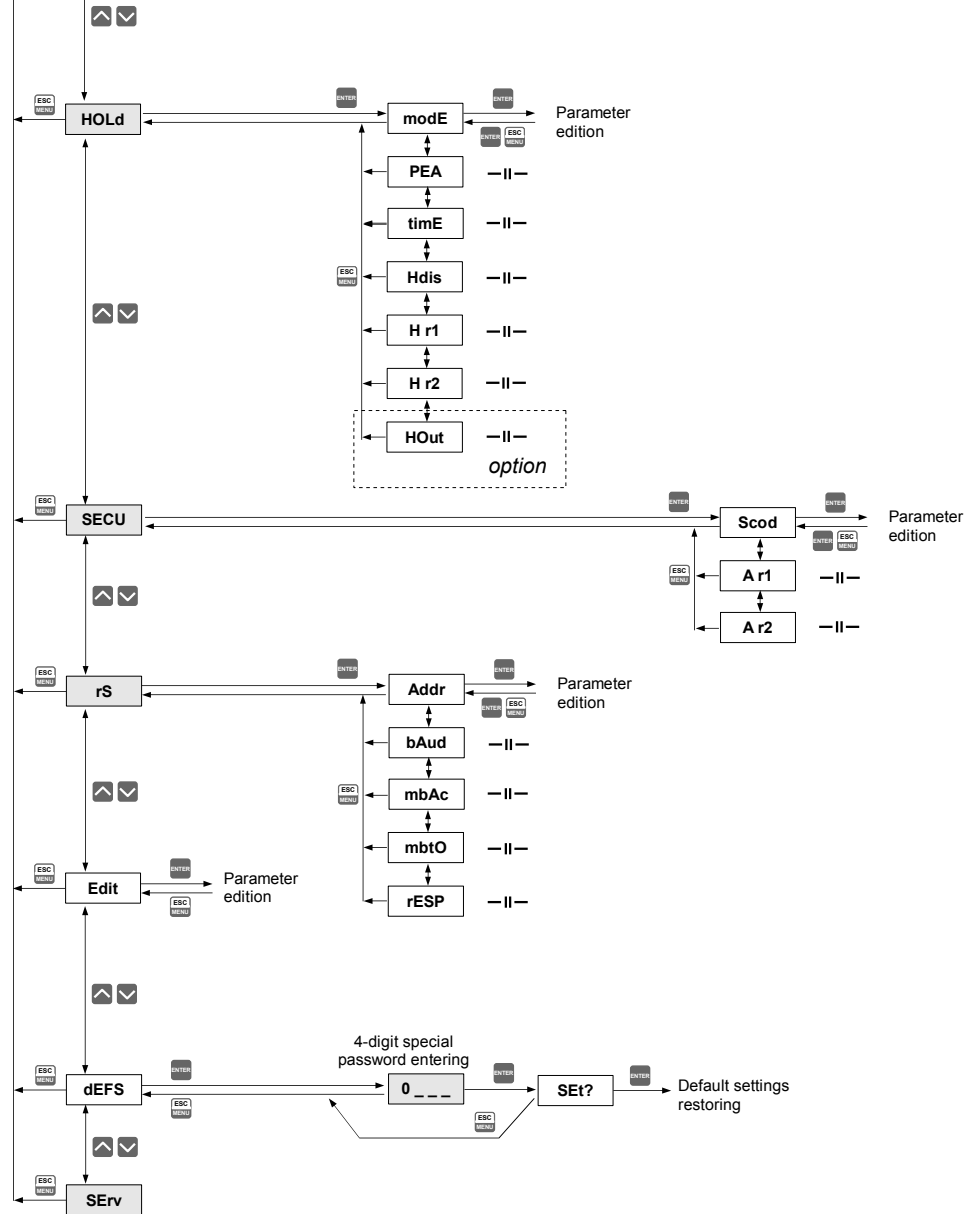 ESC
MENU
HOLd
ENTER
modE
ENTER
ENTER
ESC
MENU
Parameter
edition
PEA
—II—
timE
—II—
ESC
MENU
Hdis
—II—
H r1
—II—
H r2
—II—
HOut
—II—
option
ESC
MENU
SECU
ENTER
Scod
ENTER
ENTER
ESC
MENU
Parameter
edition
ESC
MENU
A r1
—II—
A r2
—II—
ESC
MENU
rS
ENTER
Addr
ENTER
ENTER
ESC
MENU
Parameter
edition
bAud
—II—
ESC
MENU
mbAc
—II—
mbtO
—II—
rESP
—II—
ESC
MENU
Edit
ENTER
ESC
MENU
Parameter
edition
ESC
MENU
dEFS
ENTER
ESC
MENU
4-digit special
password entering
0 _ _ _
ENTER
ESC
MENU
SEt?
ENTER
Default settings
restoring
ESC
MENU
SErv